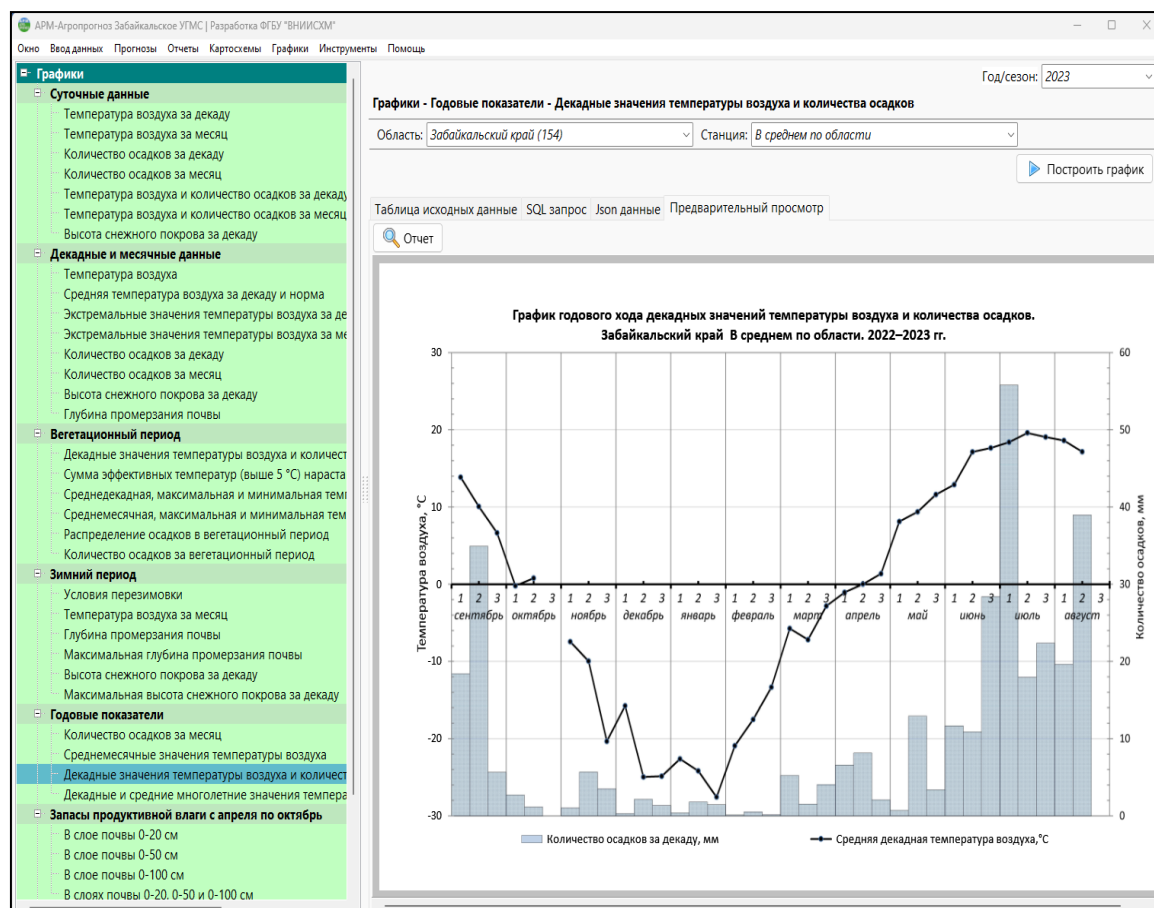 АРМ-Агропрогноз Забайкальское УГМС | Разработка ФГБУ "ВНИИСХМ"
Окно Ввод данных Прогнозы Отчеты Картосхемы Графики Инструменты Помощь
Графики
Суточные данные
Температура воздуха за декаду
Температура воздуха за месяц
Количество осадков за декаду
Количество осадков за месяц
Температура воздуха и количество осадков за декаду
Температура воздуха и количество осадков за месяц
Высота снежного покрова за декаду
Декадные и месячные данные
Температура воздуха
Средняя температура воздуха за декаду и норма
Экстремальные значения температуры воздуха за де
Экстремальные значения температуры воздуха за ме
Количество осадков за декаду
Количество осадков за месяц
Высота снежного покрова за декаду
Глубина промерзания почвы
Вегетационный период
Декадные значения температуры воздуха и количест
Сумма эффективных температур (выше 5 °C) нараста
Среднедекадная, максимальная и минимальная тем
Среднемесячная, максимальная и минимальная тем
Распределение осадков в вегетационный период
Количество осадков за вегетационный период
Зимний период
Условия перезимовки
Температура воздуха за месяц
Глубина промерзания почвы
Максимальная глубина промерзания почвы
Высота снежного покрова за декаду
Максимальная высота снежного покрова за декаду
Годовые показатели
Количество осадков за месяц
Среднемесячные значения температуры воздуха
Декадные значения температуры воздуха и количест
Декадные и средние многолетние значения темпера
Запасы продуктивной влаги с апреля по октябрь
В слое почвы 0-20 см
В слое почвы 0-50 см
В слое почвы 0-100 см
В слоях почвы 0-20, 0-50 и 0-100 см
Год/сезон: 2023
Графики - Годовые показатели - Декадные значения температуры воздуха и количества осадков
Область: Забайкальский край (154) Станция: В среднем по области
Построить график
Таблица исходных данные SQL запрос Json данные Предварительный просмотр
Отчет
График годового хода декадных значений температуры воздуха и количества осадков.
Забайкальский край В среднем по области. 2022–2023 гг.
Температура воздуха, °C
30
20
10
0
-10
-20
-30
1 2 3 1 2 3 1 2 3 1 2 3 1 2 3 1 2 3 1 2 3 1 2 3 1 2 3 1 2 3 1 2 3 1 2 3
сентябрь октябрь ноябрь декабрь январь февраль март апрель май июнь июль август
60
50
40
30
20
10
0
Количество осадков, мм
Количество осадков за декаду, мм Средняя декадная температура воздуха,°C